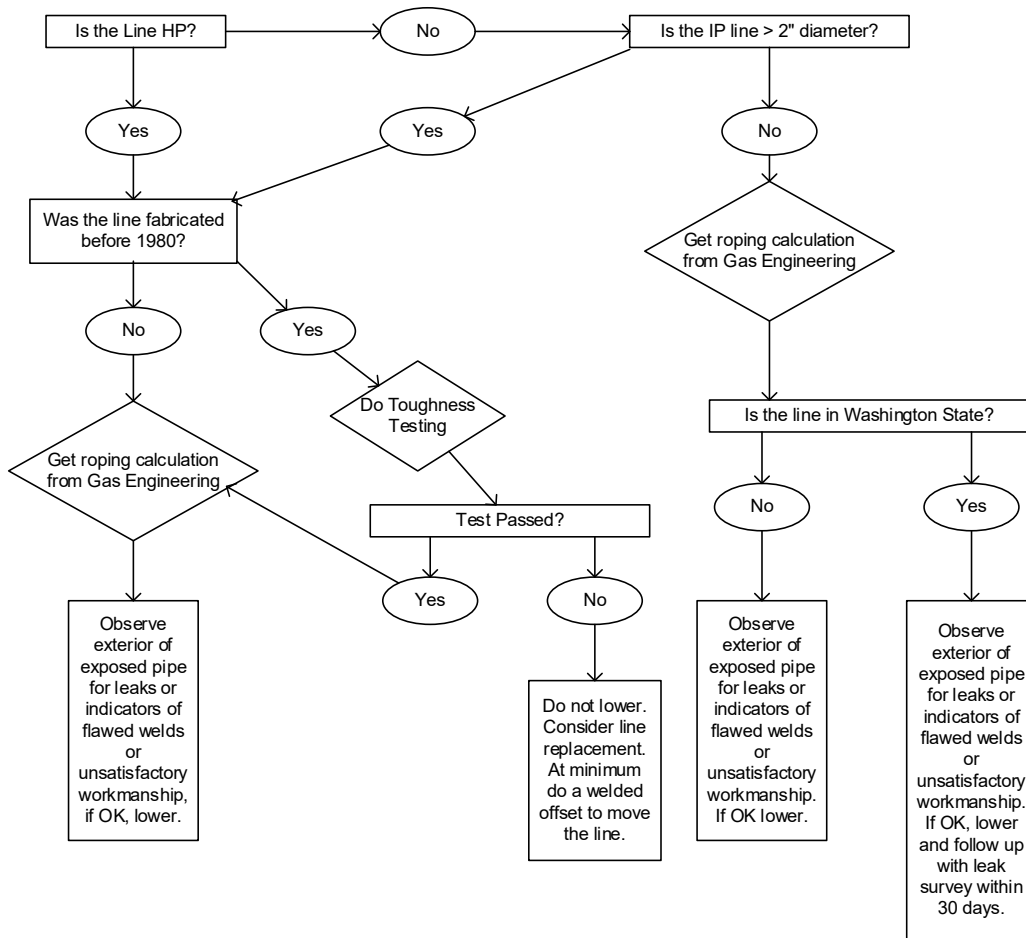 Is the Line HP?
No
Is the IP line > 2" diameter?
Yes
Yes
No
Was the line fabricated
before 1980?
Get roping calculation
from Gas Engineering
No
Yes
Do Toughness
Testing
Is the line in Washington State?
Get roping calculation
from Gas Engineering
Test Passed?
No
Yes
Yes
No
Observe
exterior of
exposed pipe
for leaks or
indicators of
flawed welds
or
unsatisfactory
workmanship,
if OK, lower.
Do not lower.
Consider line
replacement.
At minimum
do a welded
offset to move
the line.
Observe
exterior of
exposed pipe
for leaks or
indicators of
flawed welds
or
unsatisfactory
workmanship.
If OK lower.
Observe
exterior of
exposed pipe
for leaks or
indicators of
flawed welds
or
unsatisfactory
workmanship.
If OK, lower
and follow up
with leak
survey within
30 days.